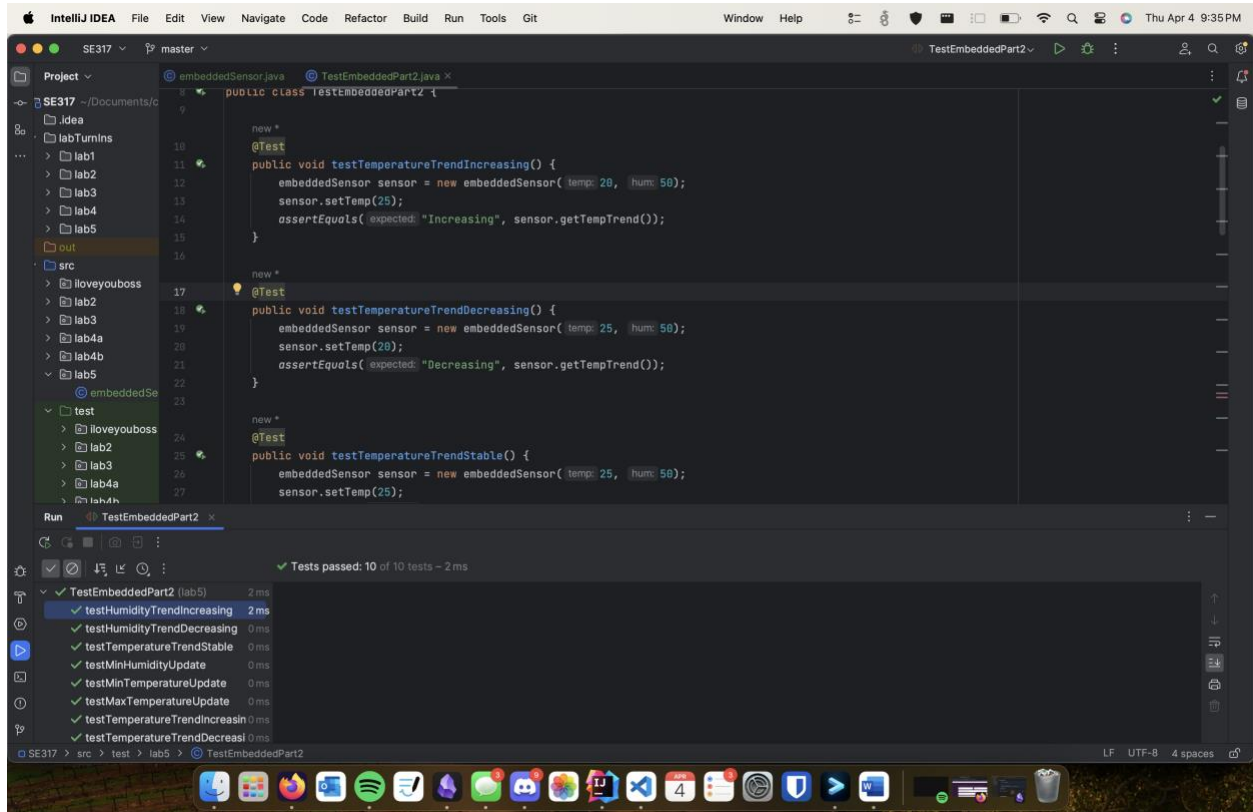 IntelliJ IDEA File Edit View Navigate Code Refactor Build Run Tools Git Window Help Thu Apr 4 9:35 PM
SE317 master TestEmbeddedPart2
Project
embeddedSensor.java TestEmbeddedPart2.java
SE317 ~/Documents/c
.idea
labTurnIns
lab1
lab2
lab3
lab4
lab5
out
src
iloveyouboss
lab2
lab3
lab4a
lab4b
lab5
embeddedSe
test
iloveyouboss
lab2
lab3
lab4a
lab4b
8 public class TestEmbeddedPart2 {
9
new *
10 @Test
11 public void testTemperatureTrendIncreasing() {
12 embeddedSensor sensor = new embeddedSensor( temp: 20, hum: 50);
13 sensor.setTemp(25);
14 assertEquals( expected: "Increasing", sensor.getTempTrend());
15 }
16
new *
17 @Test
18 public void testTemperatureTrendDecreasing() {
19 embeddedSensor sensor = new embeddedSensor( temp: 25, hum: 50);
20 sensor.setTemp(20);
21 assertEquals( expected: "Decreasing", sensor.getTempTrend());
22 }
23
new *
24 @Test
25 public void testTemperatureTrendStable() {
26 embeddedSensor sensor = new embeddedSensor( temp: 25, hum: 50);
27 sensor.setTemp(25);
Run TestEmbeddedPart2
Tests passed: 10 of 10 tests – 2 ms
TestEmbeddedPart2 (lab5) 2 ms
testHumidityTrendIncreasing 2 ms
testHumidityTrendDecreasing 0 ms
testTemperatureTrendStable 0 ms
testMinHumidityUpdate 0 ms
testMinTemperatureUpdate 0 ms
testMaxTemperatureUpdate 0 ms
testTemperatureTrendIncreasin 0 ms
testTemperatureTrendDecreasi 0 ms
SE317 > src > test > lab5 > TestEmbeddedPart2 LF UTF-8 4 spaces
3 9 APR 4 3